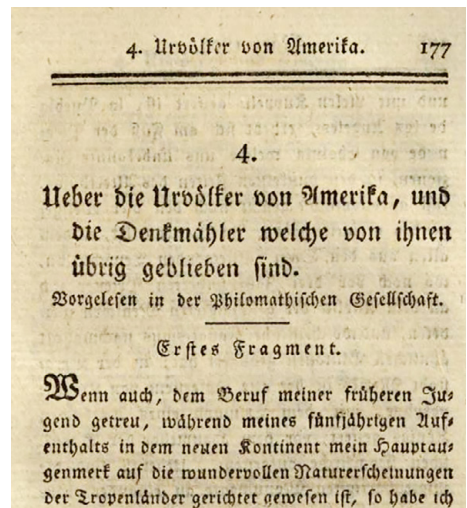 4. Urvölker von Amerika. 177
4.
Ueber die Urvölker von Amerika, und
die Denkmähler welche von ihnen
übrig geblieben sind.
Vorgelesen in der Philomathischen Gesellschaft.
Erstes Fragment.
Wenn auch, dem Beruf meiner früheren Ju⸗
gend getreu, während meines fünfjährigen Auf⸗
enthalts in dem neuen Kontinent mein Hauptau⸗
genmerk auf die wundervollen Naturerscheinungen
der Tropenländer gerichtet gewesen ist, so habe ich